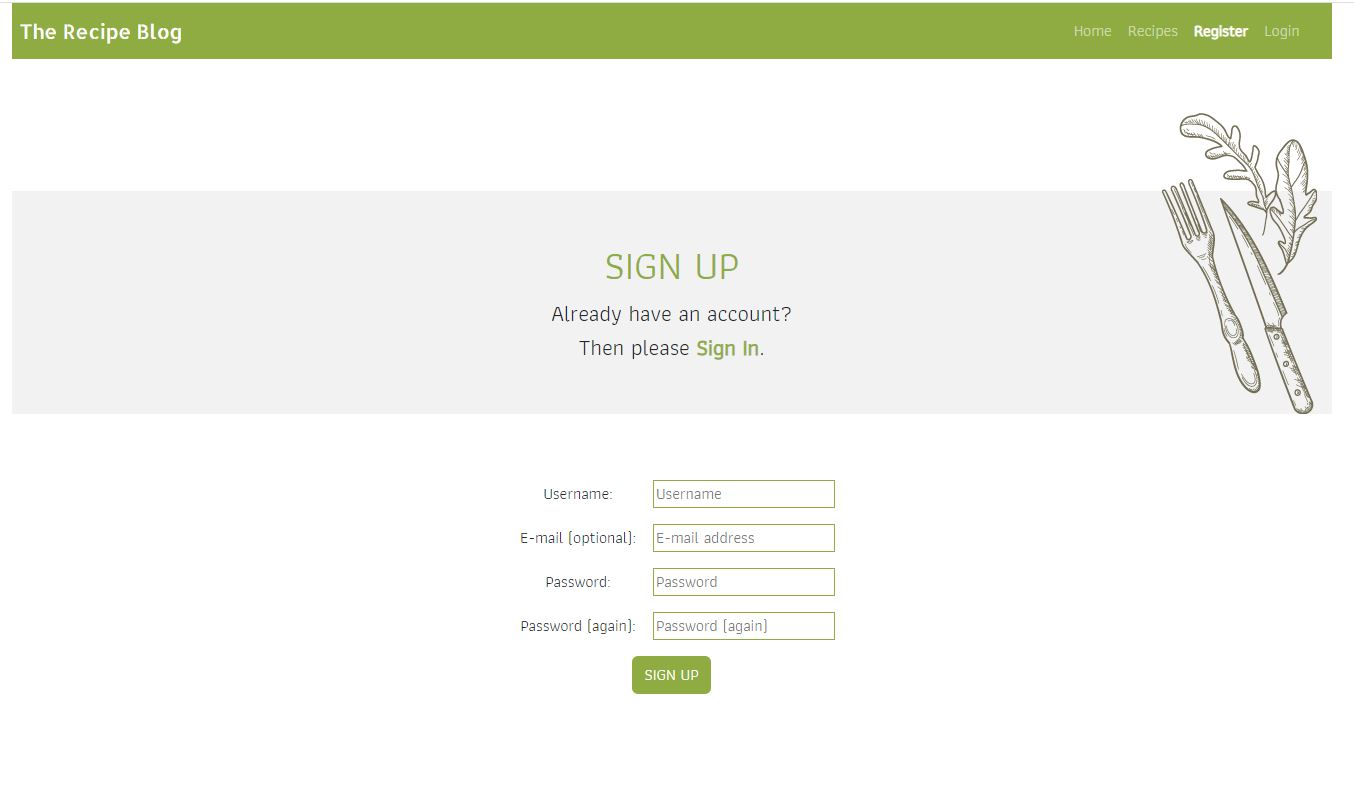 The Recipe Blog
Home Recipes Register Login
SIGN UP
Already have an account?
Then please Sign In.
Username: Username
E-mail (optional): E-mail address
Password: Password
Password (again): Password (again)
SIGN UP